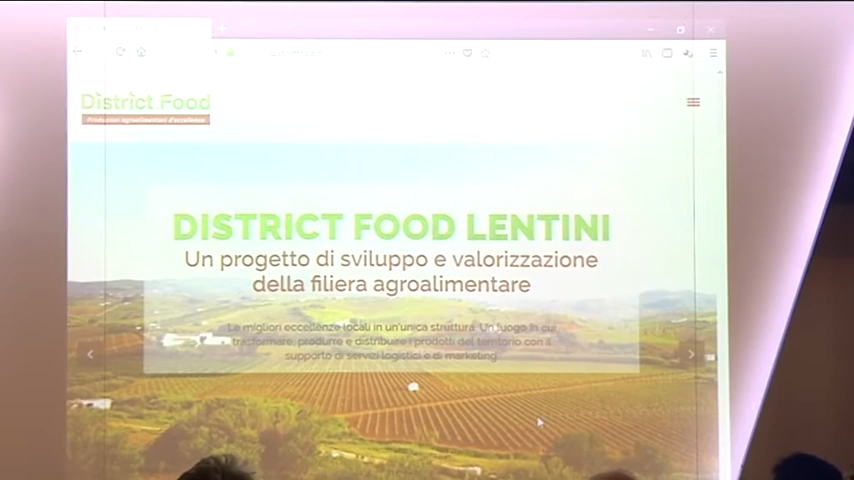 District Food
Produzioni agroalimentari d'eccellenza
DISTRICT FOOD LENTINI
Un progetto di sviluppo e valorizzazione
della filiera agroalimentare
Le migliori eccellenze locali in un'unica struttura. Un luogo in cui
trasformare, produrre e distribuire i prodotti del territorio con il
supporto di servizi logistici e di marketing.